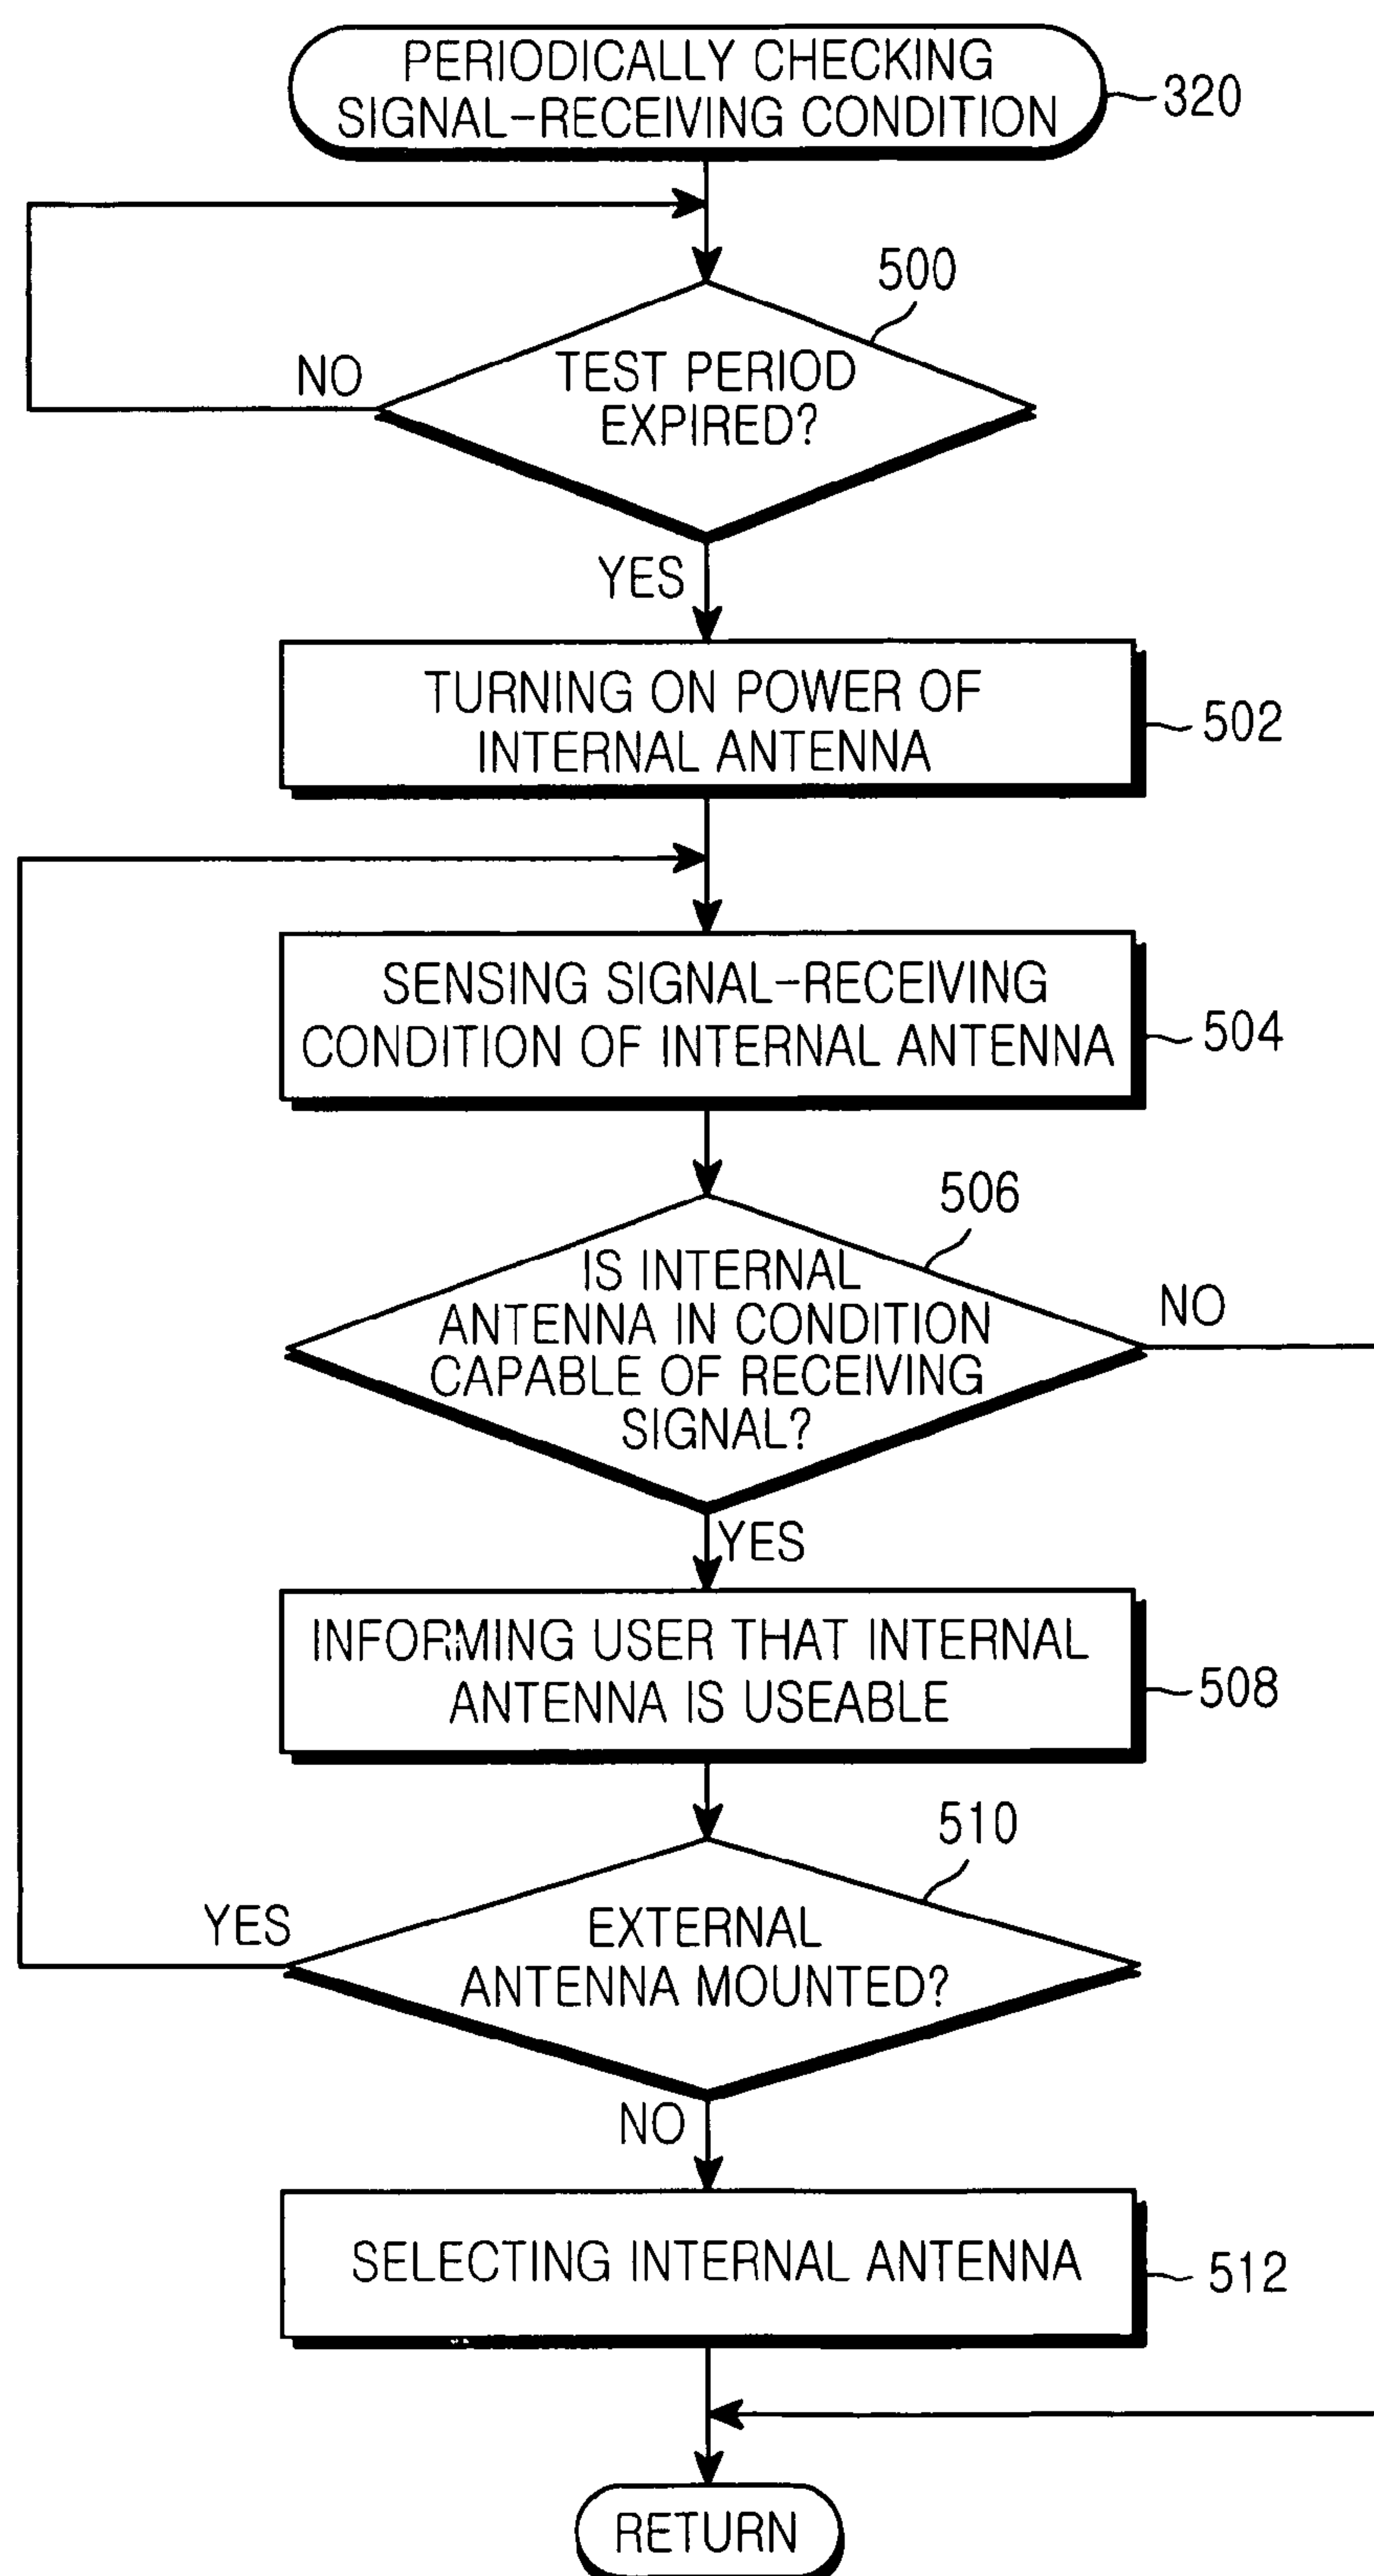 PERIODICALLY CHECKING
SIGNAL-RECEIVING CONDITION
320
500
TEST PERIOD
EXPIRED?
NO
YES
TURNING ON POWER OF
INTERNAL ANTENNA
502
SENSING SIGNAL-RECEIVING
CONDITION OF INTERNAL ANTENNA
504
506
IS INTERNAL
ANTENNA IN CONDITION
CAPABLE OF RECEIVING
SIGNAL?
NO
YES
INFORMING USER THAT INTERNAL
ANTENNA IS USEABLE
508
510
EXTERNAL
ANTENNA MOUNTED?
YES
NO
SELECTING INTERNAL ANTENNA
512
RETURN